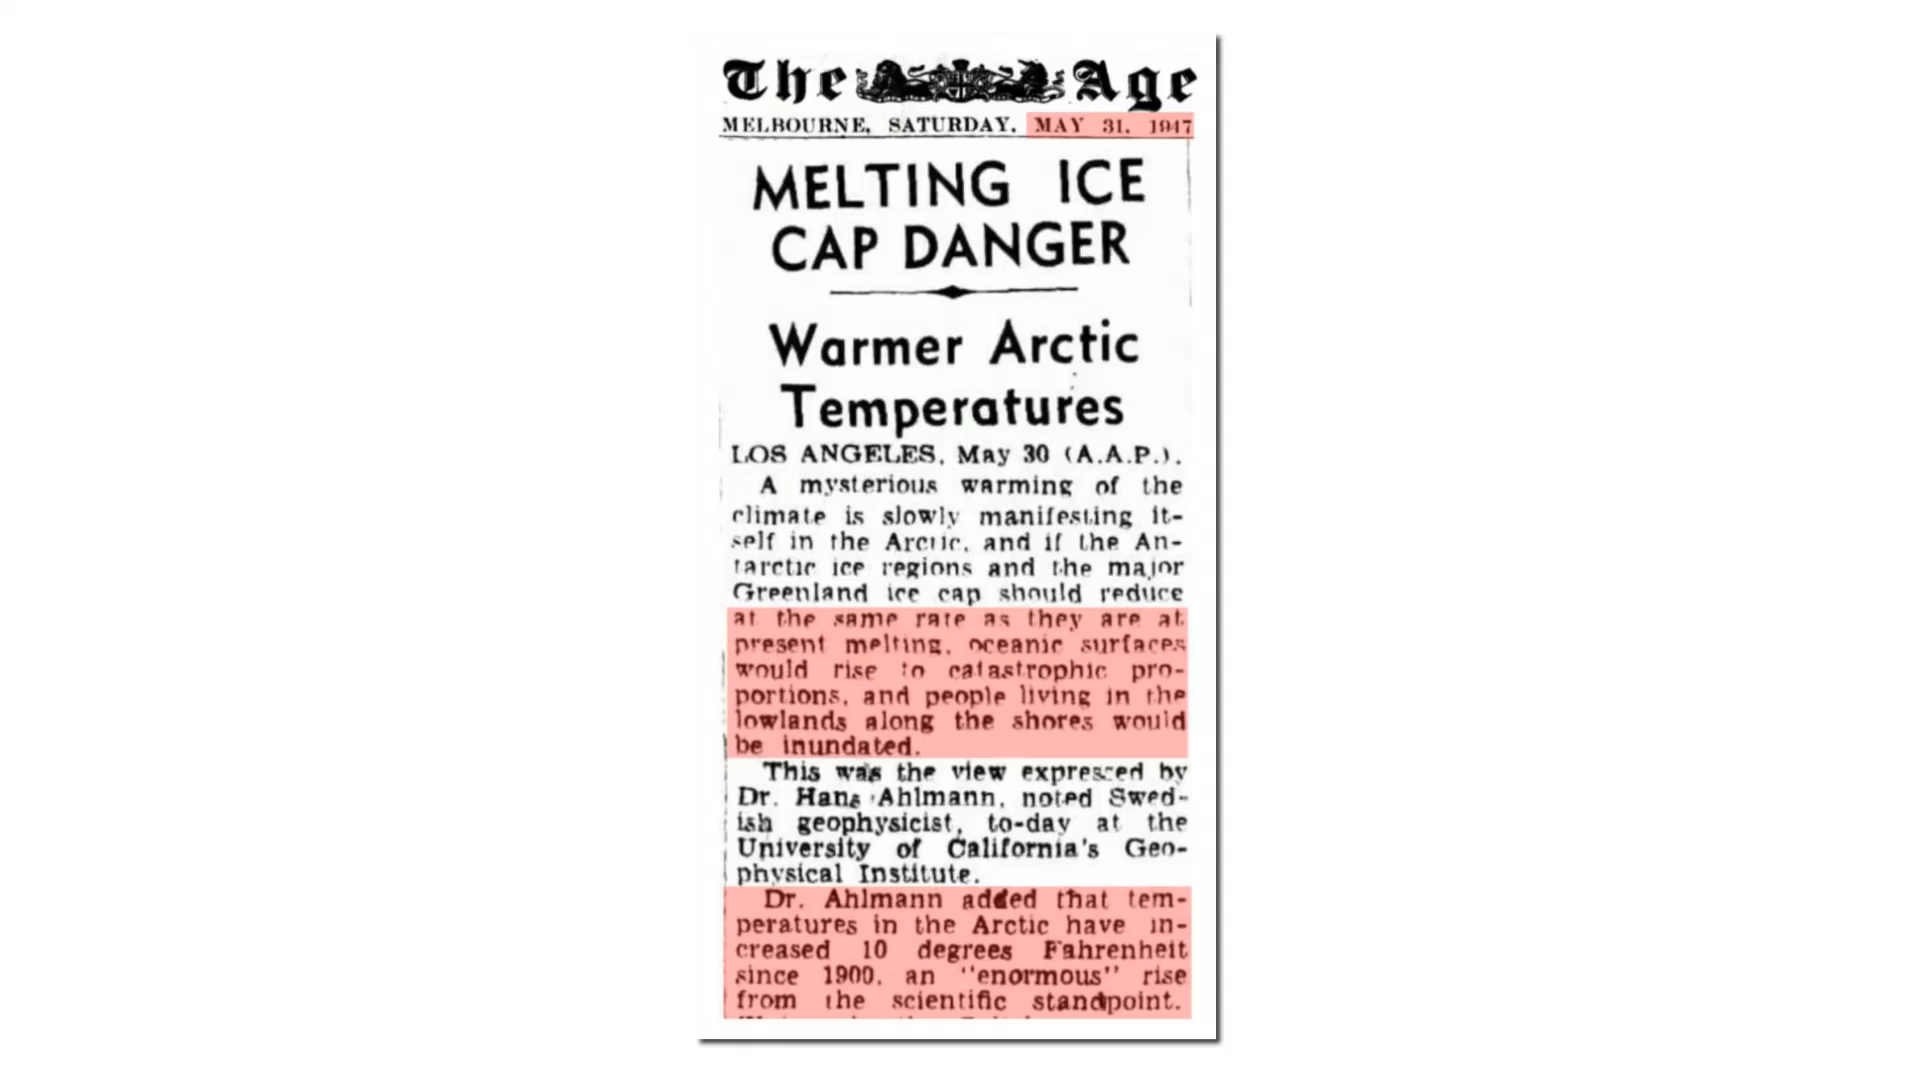 The Age
MELBOURNE, SATURDAY, MAY 31, 1947
MELTING ICE
CAP DANGER
Warmer Arctic
Temperatures
LOS ANGELES, May 30 (A.A.P.).
A mysterious warming of the
climate is slowly manifesting it-
self in the Arctic, and if the An-
tarctic ice regions and the major
Greenland ice cap should reduce
at the same rate as they are at
present melting, oceanic surfaces
would rise to catastrophic pro-
portions, and people living in the
lowlands along the shores would
be inundated.
This was the view expressed by
Dr. Hans Ahlmann, noted Swed-
ish geophysicist, to-day at the
University of California's Geo-
physical Institute.
Dr. Ahlmann added that tem-
peratures in the Arctic have in-
creased 10 degrees Fahrenheit
since 1900, an "enormous" rise
from the scientific standpoint.